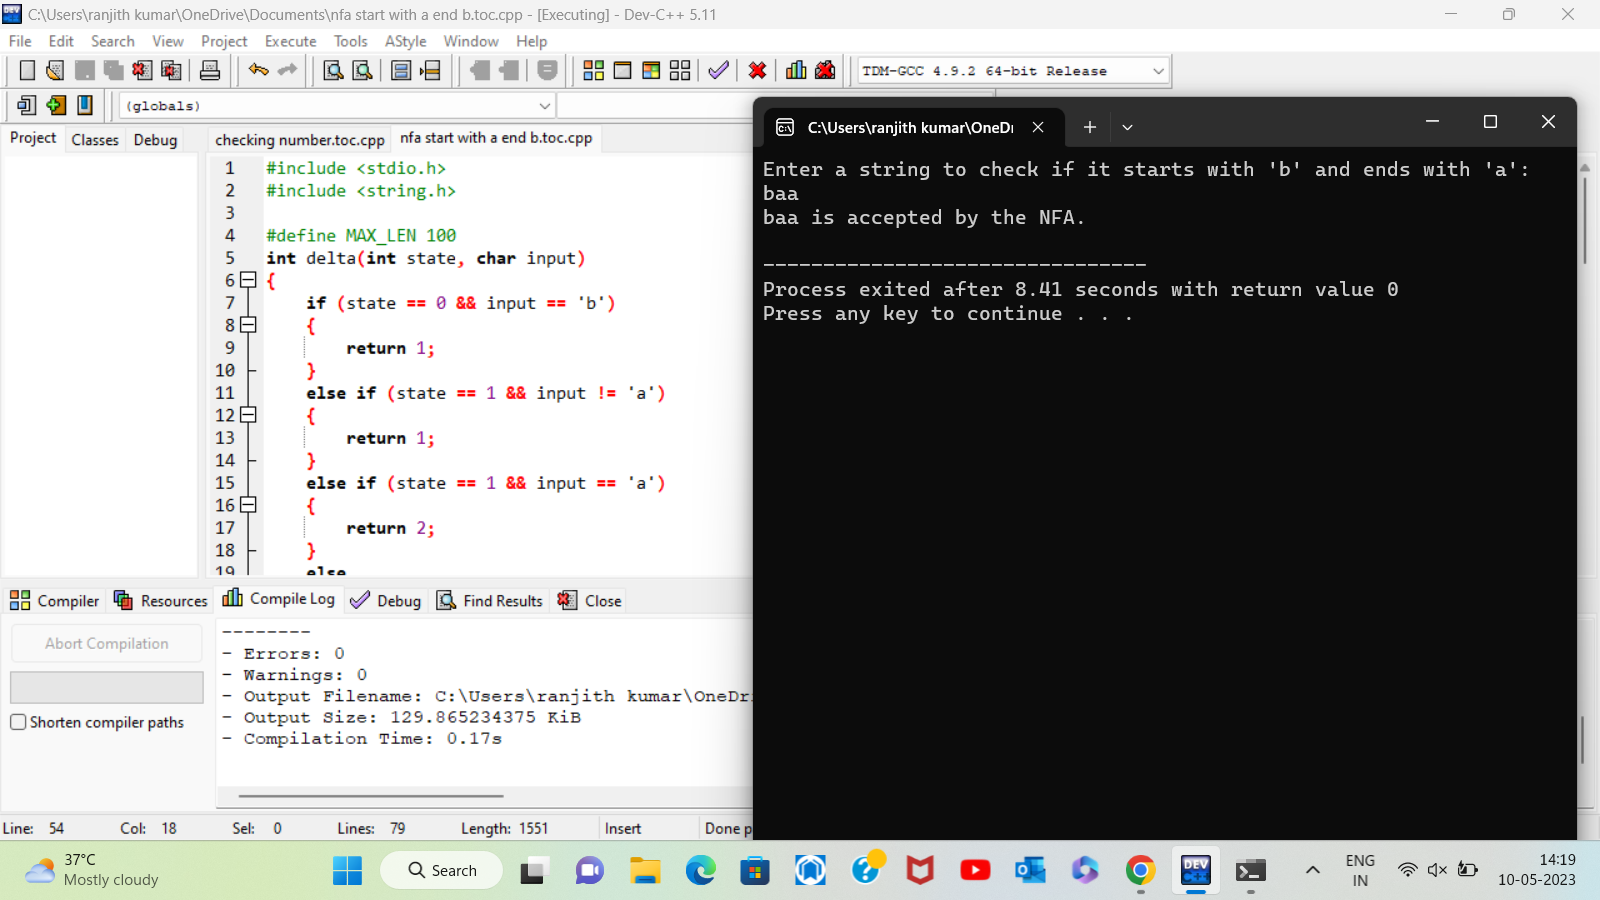 C:\Users\ranjith kumar\OneDrive\Documents\nfa start with a end b.toc.cpp - [Executing] - Dev-C++ 5.11
File Edit Search View Project Execute Tools AStyle Window Help
TDM-GCC 4.9.2 64-bit Release
(globals)
Project Classes Debug
checking number.toc.cpp nfa start with a end b.toc.cpp
1 #include <stdio.h>
2 #include <string.h>
3
4 #define MAX_LEN 100
5 int delta(int state, char input)
6 {
7 if (state == 0 && input == 'b')
8 {
9 return 1;
10 }
11 else if (state == 1 && input != 'a')
12 {
13 return 1;
14 }
15 else if (state == 1 && input == 'a')
16 {
17 return 2;
18 }
19 else
C:\Users\ranjith kumar\OneDr
Enter a string to check if it starts with 'b' and ends with 'a':
baa
baa is accepted by the NFA.
--------------------------------
Process exited after 8.41 seconds with return value 0
Press any key to continue . . .
Compiler Resources Compile Log Debug Find Results Close
Abort Compilation
Shorten compiler paths
--------
- Errors: 0
- Warnings: 0
- Output Filename: C:\Users\ranjith kumar\OneDr
- Output Size: 129.865234375 KiB
- Compilation Time: 0.17s
Line: 54 Col: 18 Sel: 0 Lines: 79 Length: 1551 Insert Done p
37°C
Mostly cloudy
Search
DEV
C++
ENG
IN
14:19
10-05-2023